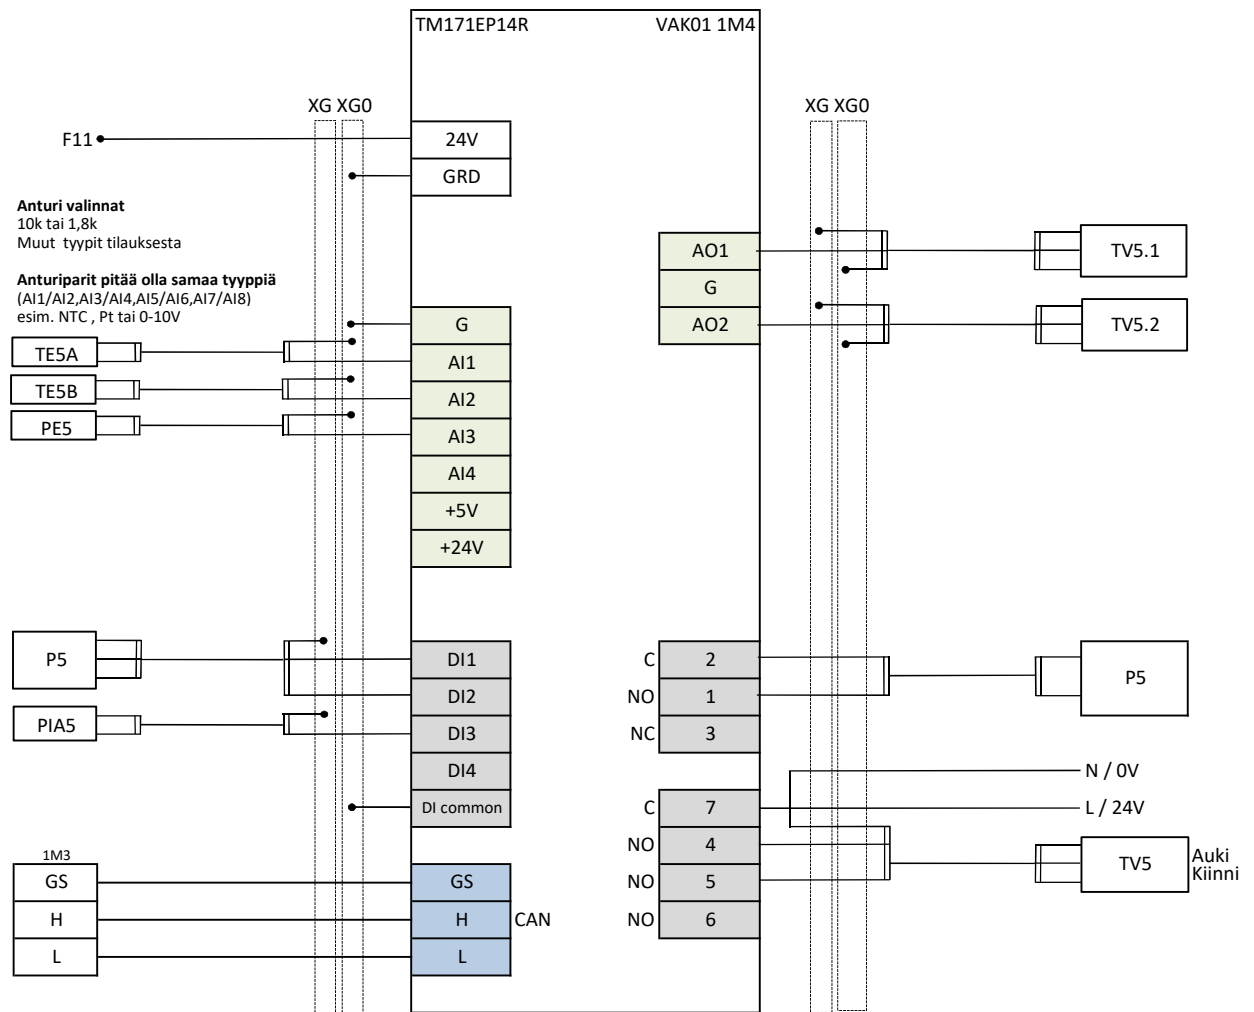 TM171EP14R VAK01 1M4
XG XG0
XG XG0
F11
24V
GRD
Anturi valinnat
10k tai 1,8k
Muut tyypit tilauksesta
Anturiparit pitää olla samaa tyyppiä
(AI1/AI2,AI3/AI4,AI5/AI6,AI7/AI8)
esim. NTC , Pt tai 0-10V
AO1
G
AO2
TV5.1
TV5.2
TE5A
TE5B
PE5
G
AI1
AI2
AI3
AI4
+5V
+24V
P5
PIA5
DI1
DI2
DI3
DI4
DI common
C 2
NO 1
NC 3
P5
N / 0V
L / 24V
C 7
NO 4
NO 5
NO 6
TV5
Auki
Kiinni
1M3
GS
H
L
GS
H CAN
L